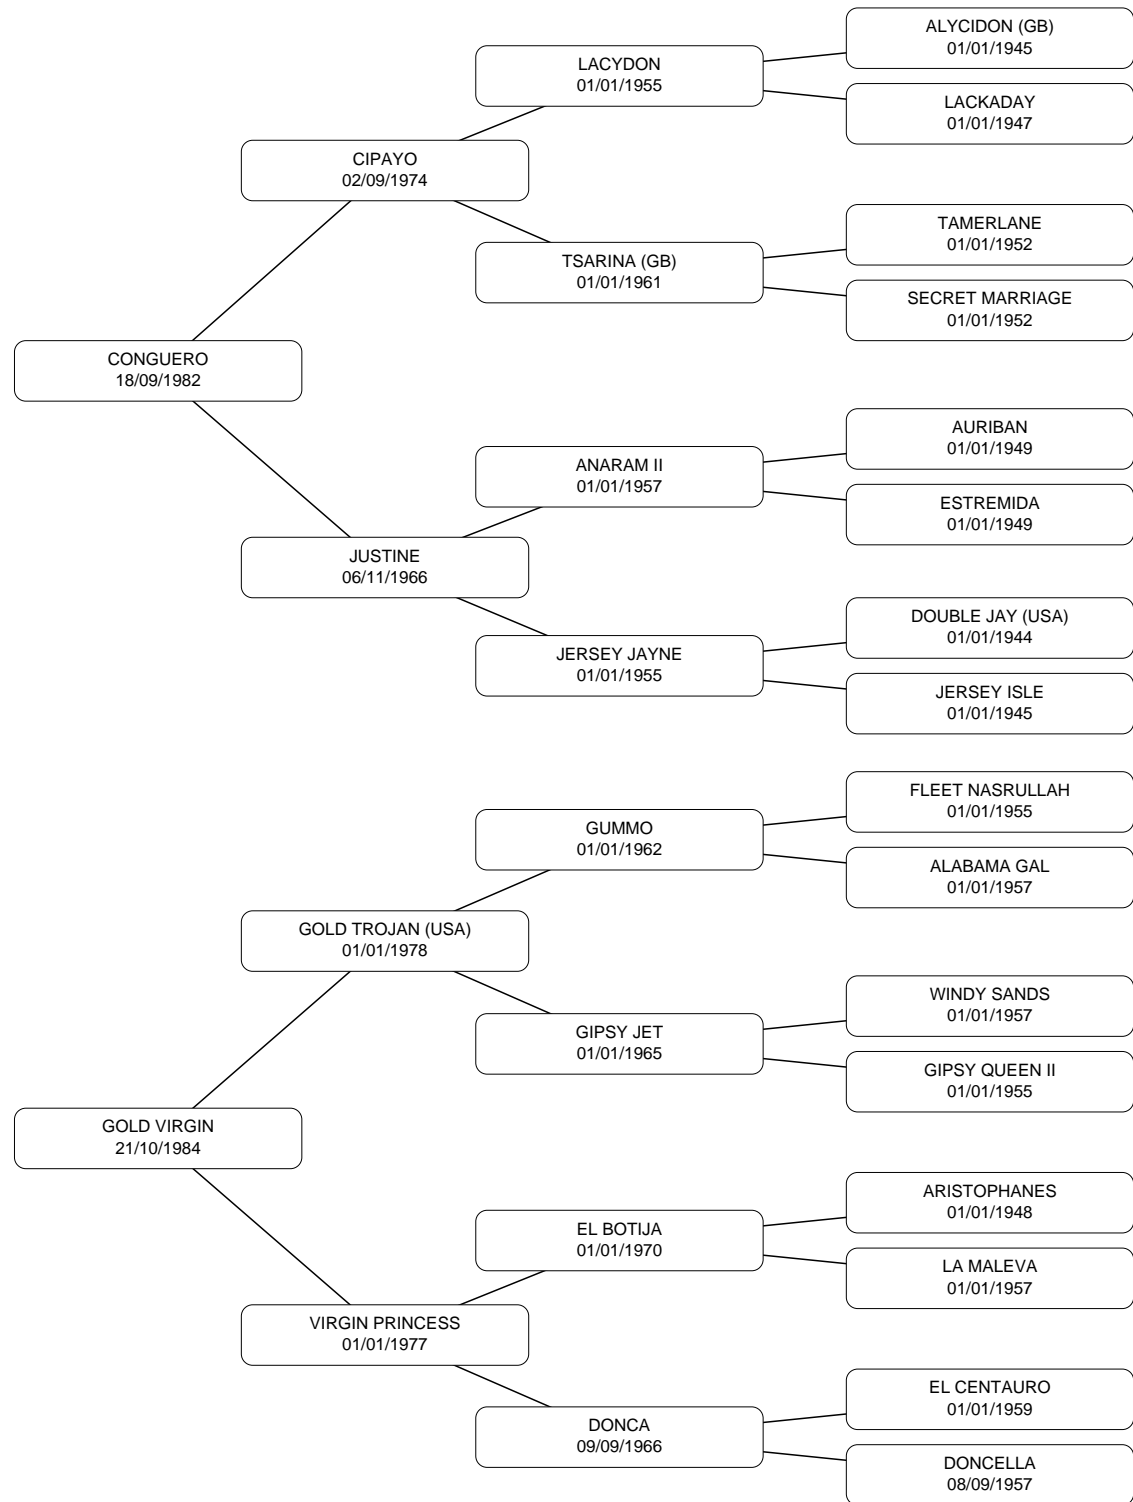 ALYCIDON (GB)
01/01/1945
LACYDON
01/01/1955
LACKADAY
01/01/1947
CIPAYO
02/09/1974
TAMERLANE
01/01/1952
TSARINA (GB)
01/01/1961
SECRET MARRIAGE
01/01/1952
CONGUERO
18/09/1982
AURIBAN
01/01/1949
ANARAM II
01/01/1957
ESTREMIDA
01/01/1949
JUSTINE
06/11/1966
DOUBLE JAY (USA)
01/01/1944
JERSEY JAYNE
01/01/1955
JERSEY ISLE
01/01/1945
FLEET NASRULLAH
01/01/1955
GUMMO
01/01/1962
ALABAMA GAL
01/01/1957
GOLD TROJAN (USA)
01/01/1978
WINDY SANDS
01/01/1957
GIPSY JET
01/01/1965
GIPSY QUEEN II
01/01/1955
GOLD VIRGIN
21/10/1984
ARISTOPHANES
01/01/1948
EL BOTIJA
01/01/1970
LA MALEVA
01/01/1957
VIRGIN PRINCESS
01/01/1977
EL CENTAURO
01/01/1959
DONCA
09/09/1966
DONCELLA
08/09/1957